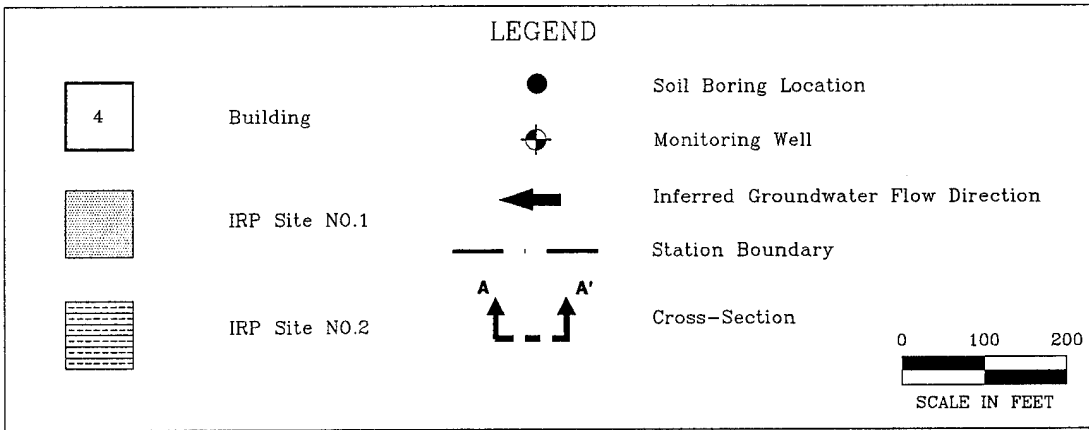 LEGEND
4
Building
IRP Site NO.1
IRP Site NO.2
Soil Boring Location
Monitoring Well
Inferred Groundwater Flow Direction
Station Boundary
A A'
Cross-Section
0 100 200
SCALE IN FEET